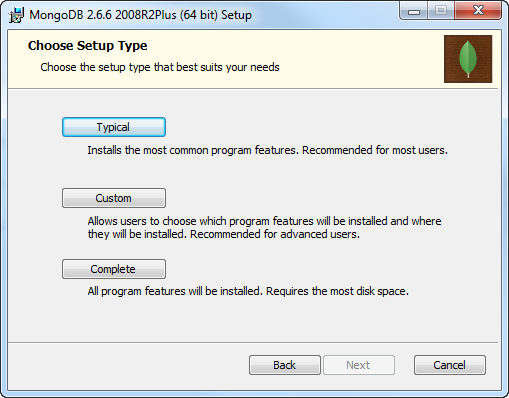 MongoDB 2.6.6 2008R2Plus (64 bit) Setup
Choose Setup Type
Choose the setup type that best suits your needs
Typical
Installs the most common program features. Recommended for most users.
Custom
Allows users to choose which program features will be installed and where
they will be installed. Recommended for advanced users.
Complete
All program features will be installed. Requires the most disk space.
Back
Next
Cancel